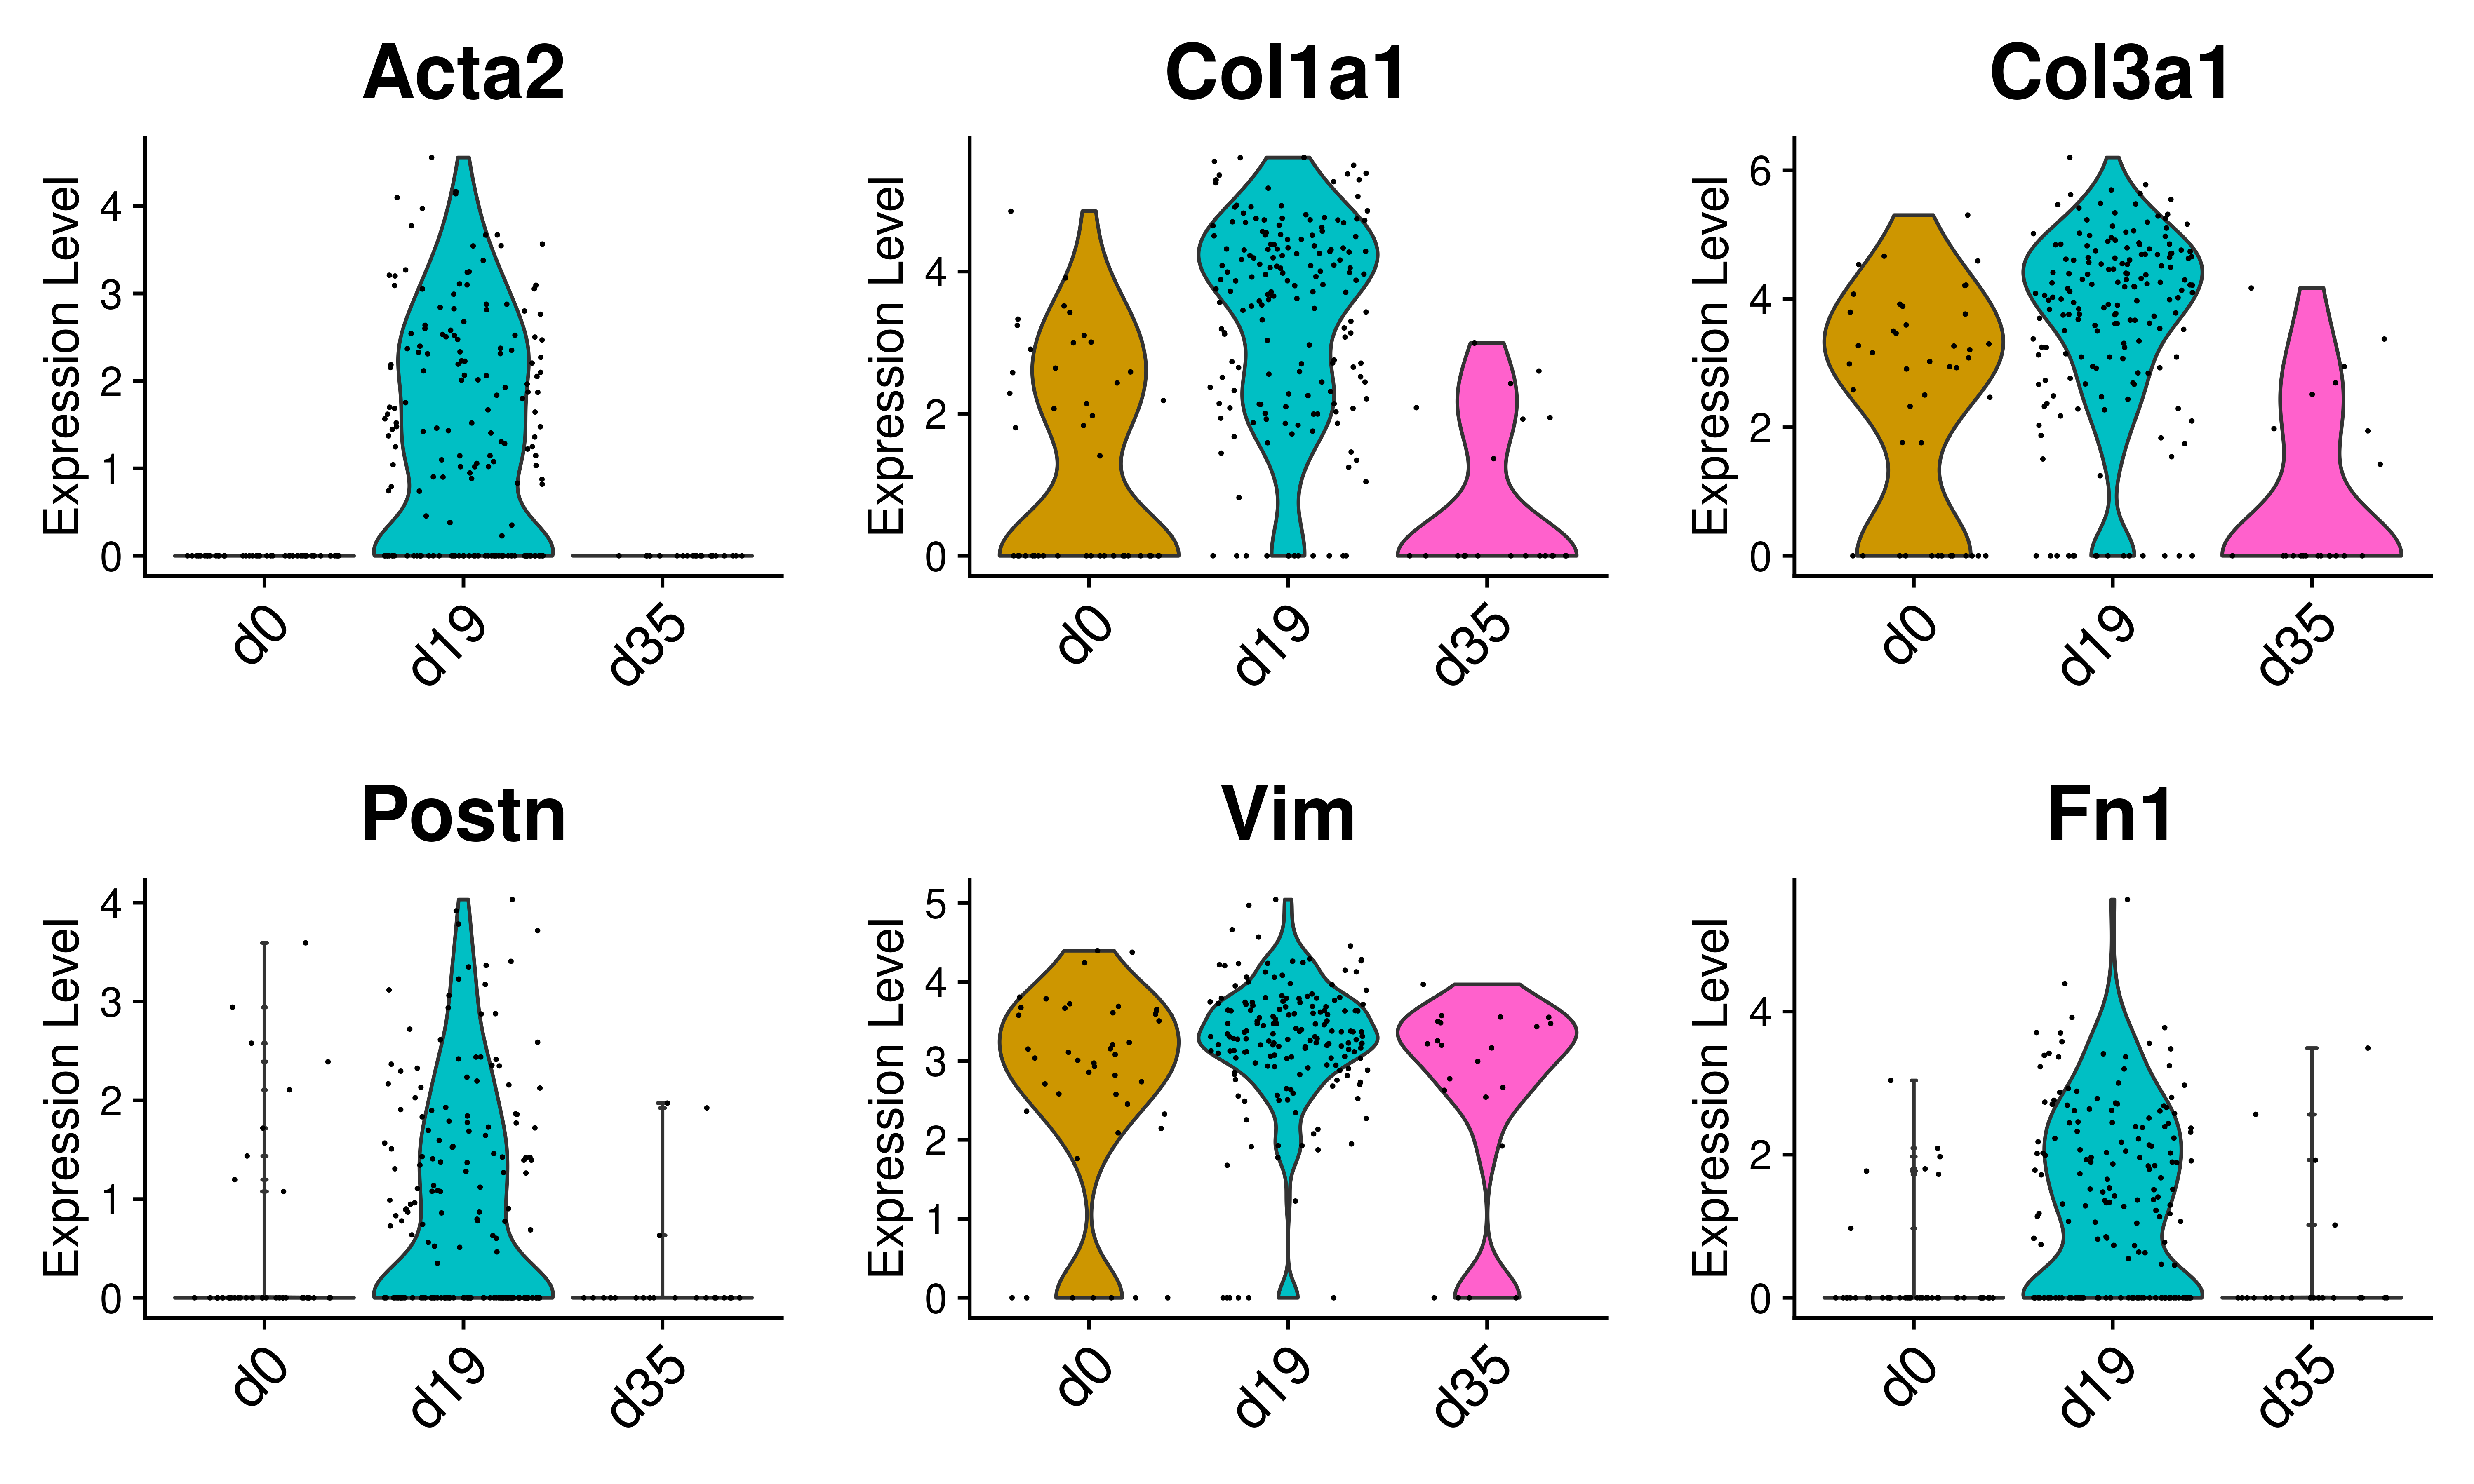 Acta2
Col1a1
Col3a1
Expression Level
4
3
2
1
0
d0
d19
d35
Expression Level
4
2
0
d0
d19
d35
Expression Level
6
4
2
0
d0
d19
d35
Postn
Vim
Fn1
Expression Level
4
3
2
1
0
d0
d19
d35
Expression Level
5
4
3
2
1
0
d0
d19
d35
Expression Level
4
2
0
d0
d19
d35